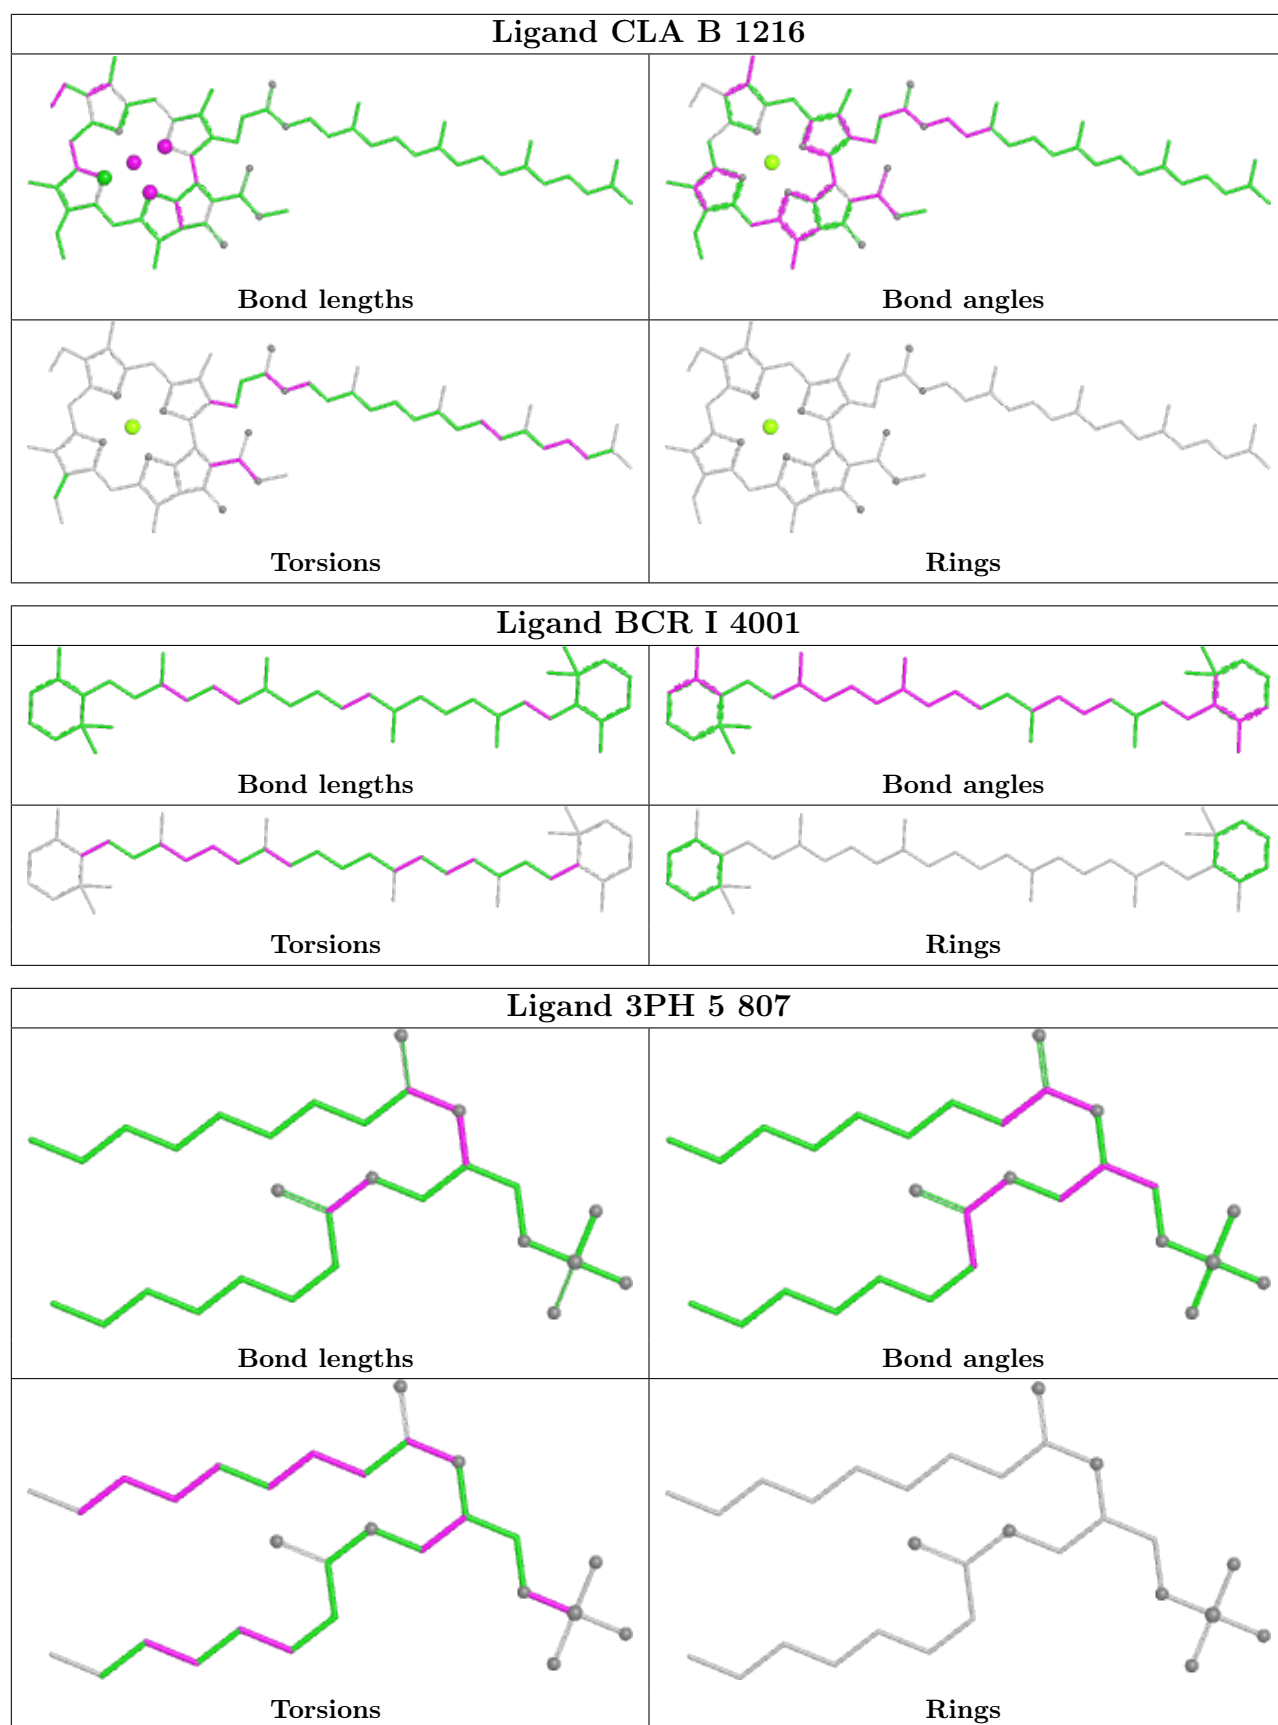 Ligand CLA B 1216
Bond lengths
Bond angles
Torsions
Rings
Ligand BCR I 4001
Bond lengths
Bond angles
Torsions
Rings
Ligand 3PH 5 807
Bond lengths
Bond angles
Torsions
Rings